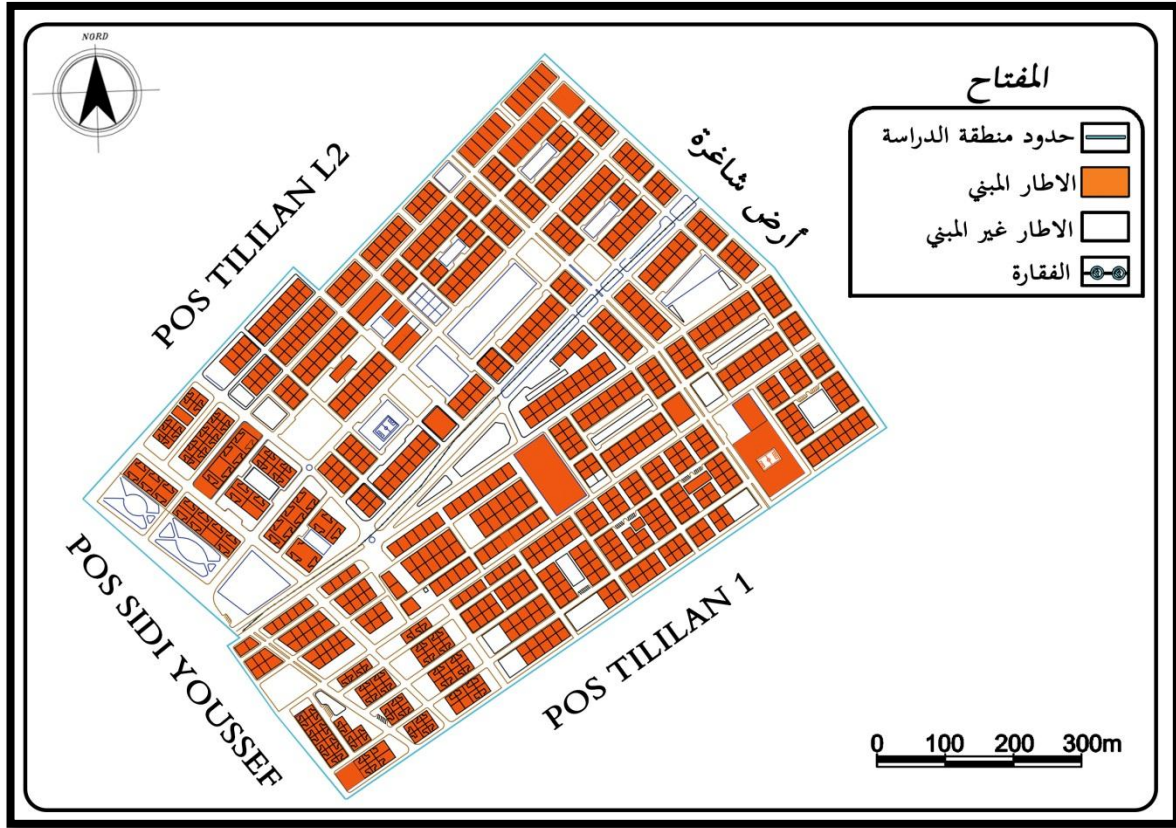 NORD
المفتاح
حدود منطقة الدراسة
الاطار المبني
الاطار غير المبني
الفقارة
أرض شاغرة
POS TILILAN L2
POS SIDI YOUSSEF
POS TILILAN 1
0 100 200 300m